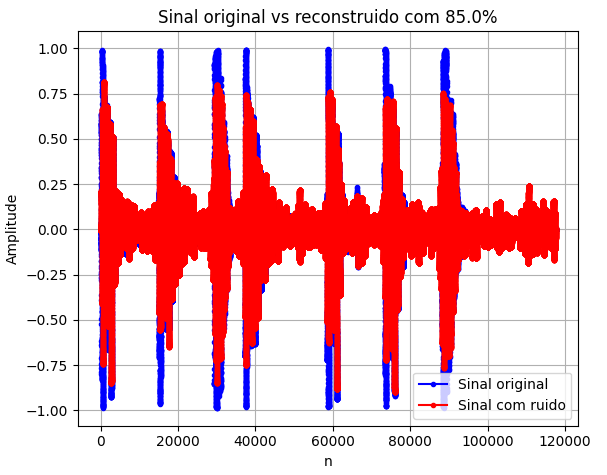 Sinal original vs reconstruido com 85.0%
1.00
0.75
0.50
0.25
0.00
−0.25
−0.50
−0.75
−1.00
Amplitude
Sinal original
Sinal com ruido
0 20000 40000 60000 80000 100000 120000
n